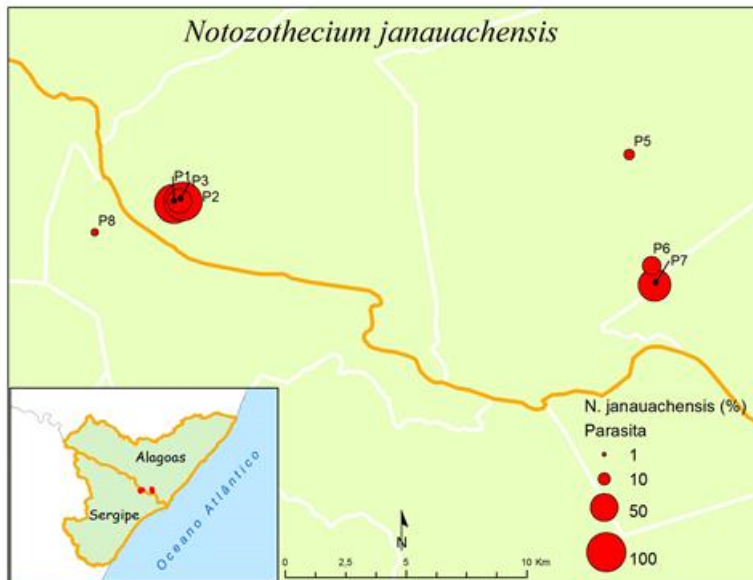 Notozothecium janauachensis
P5
P1
P3
P2
P8
P6
P7
N. janauachensis (%)
Parasita
1
10
50
100
Alagoas
Sergipe
Oceano Atlântico
N
0 2,5 5 10 Km